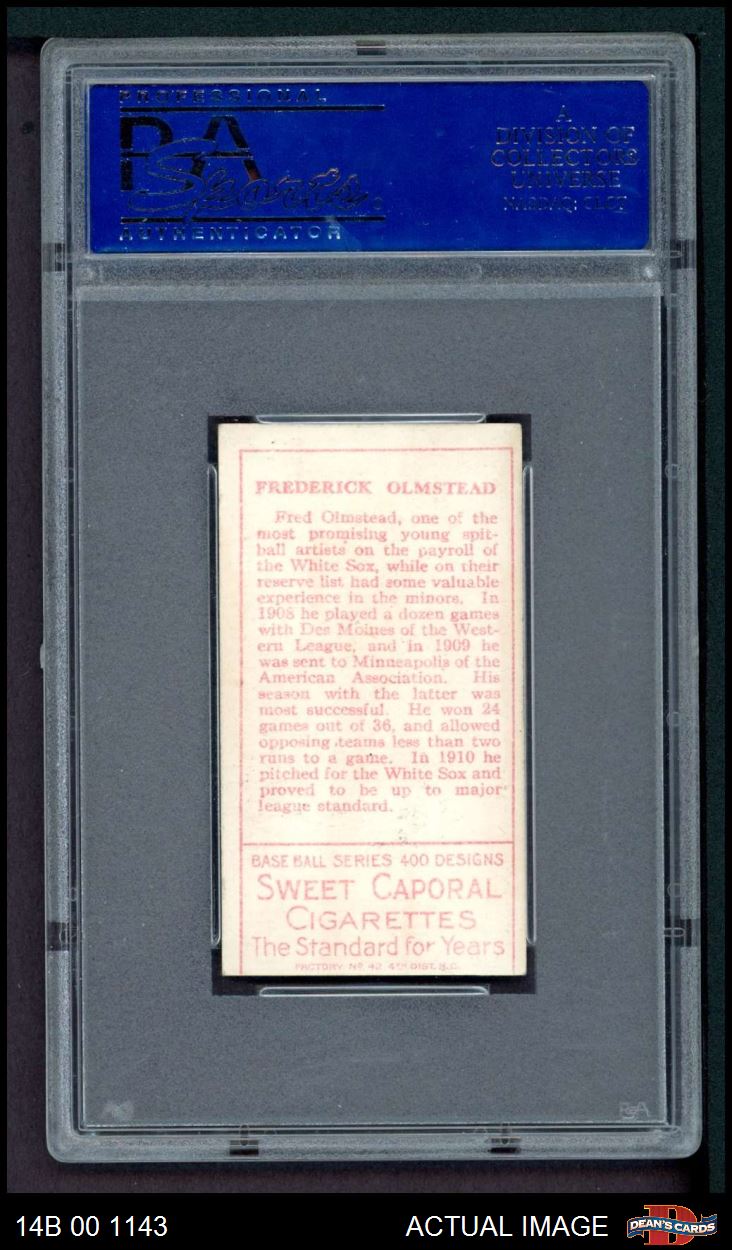 PROFESSIONAL
PSA
Sports
AUTHENTICATOR
A
DIVISION OF
COLLECTORS
UNIVERSE
NASDAQ: CLCT
FREDERICK OLMSTEAD
Fred Olmstead, one of the
most promising young spit-
ball artists on the payroll of
the White Sox, while on their
reserve list had some valuable
experience in the minors. In
1908 he played a dozen games
with Des Moines of the West-
ern League, and in 1909 he
was sent to Minneapolis of the
American Association. His
season with the latter was
most successful. He won 24
games out of 36, and allowed
opposing teams less than two
runs to a game. In 1910 he
pitched for the White Sox and
proved to be up to major
league standard.
BASE BALL SERIES 400 DESIGNS
SWEET CAPORAL
CIGARETTES
The Standard for Years
FACTORY No 42 4TH DIST. N.C.
PSA
14B 00 1143
ACTUAL IMAGE
D
DEAN'S CARDS